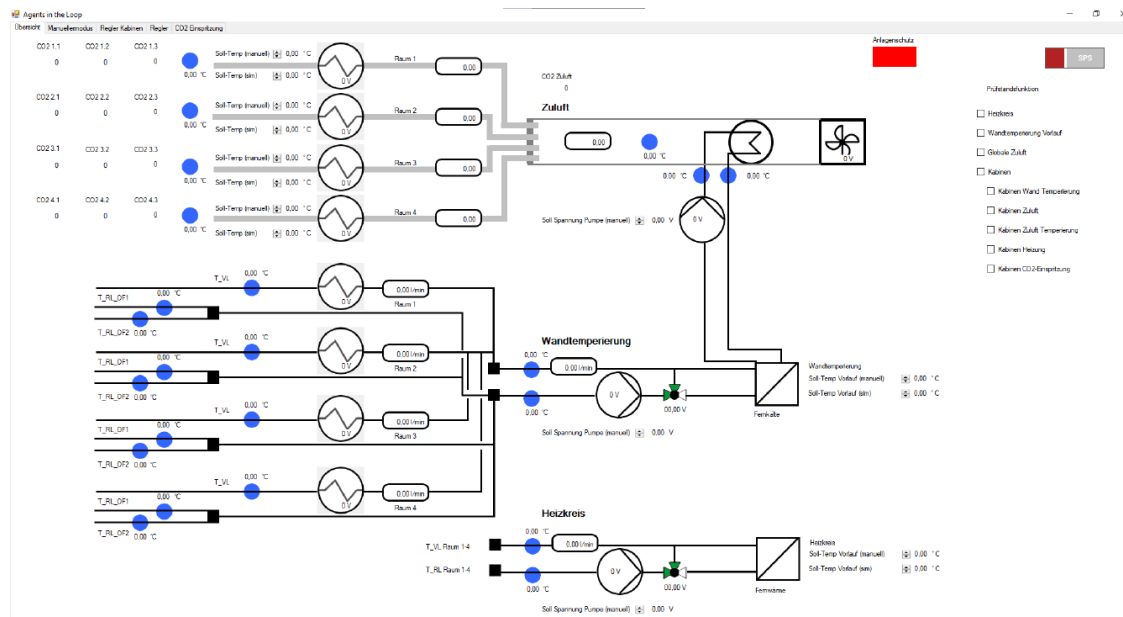 Agents in the Loop
Übersicht Manuellermodus Regler Kabinen Regler CO2 Einspritzung
CO2 1.1 CO2 1.2 CO2 1.3
0 0 0
0,00 °C
Soll-Temp (manuell) 0,00 °C
Soll-Temp (sim) 0,00 °C
0 V
Raum 1
0,00
CO2 2.1 CO2 2.2 CO2 2.3
0 0 0
0,00 °C
Soll-Temp (manuell) 0,00 °C
Soll-Temp (sim) 0,00 °C
0 V
Raum 2
0,00
CO2 3.1 CO2 3.2 CO2 3.3
0 0 0
0,00 °C
Soll-Temp (manuell) 0,00 °C
Soll-Temp (sim) 0,00 °C
0 V
Raum 3
0,00
CO2 4.1 CO2 4.2 CO2 4.3
0 0 0
0,00 °C
Soll-Temp (manuell) 0,00 °C
Soll-Temp (sim) 0,00 °C
0 V
Raum 4
0,00
CO2 Zuluft
0
Zuluft
0,00
0,00 °C
0 V
0,00 °C 0,00 °C
Soll Spannung Pumpe (manuell) 0,00 V
0 V
Anlagenschutz
SPS
Prüfstandsfunktion
Heizkreis
Wandtemperierung Vorlauf
Globale Zuluft
Kabinen
Kabinen Wand Temperierung
Kabinen Zuluft
Kabinen Zuluft Temperierung
Kabinen Heizung
Kabinen CO2-Einspritzung
T_VL 0,00 °C
0 V
0,00 l/min
Raum 1
T_RL_DF1 0,00 °C
T_RL_DF2 0,00 °C
T_VL 0,00 °C
0 V
0,00 l/min
Raum 2
T_RL_DF1 0,00 °C
T_RL_DF2 0,00 °C
T_VL 0,00 °C
0 V
0,00 l/min
Raum 3
T_RL_DF1 0,00 °C
T_RL_DF2 0,00 °C
T_VL 0,00 °C
0 V
0,00 l/min
Raum 4
T_RL_DF1 0,00 °C
T_RL_DF2 0,00 °C
Wandtemperierung
0,00 °C
0,00 l/min
0 V
0,00 °C
00,00 V
Soll Spannung Pumpe (manuell) 0,00 V
Fernkälte
Wandtemperierung
Soll-Temp Vorlauf (manuell) 0,00 °C
Soll-Temp Vorlauf (sim) 0,00 °C
Heizkreis
0,00 °C
T_VL Raum 1-4
0,00 l/min
T_RL Raum 1-4
0 V
0,00 °C
00,00 V
Soll Spannung Pumpe (manuell) 0,00 V
Fernwärme
Heizkreis
Soll-Temp Vorlauf (manuell) 0,00 °C
Soll-Temp Vorlauf (sim) 0,00 °C